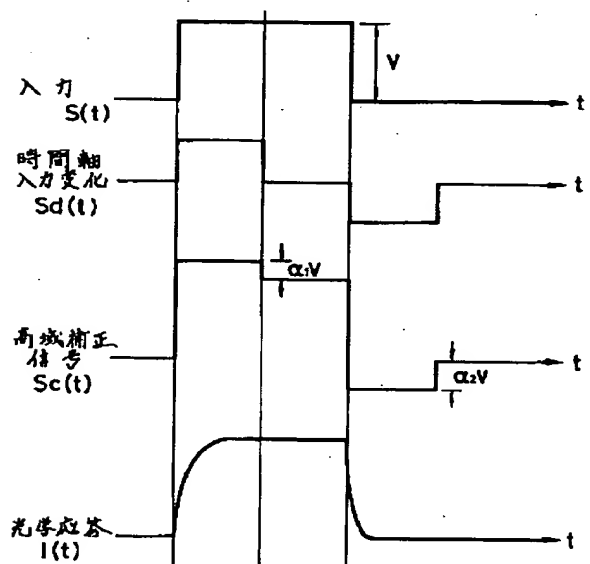 V
入力
S(t)
t
時間軸
入力変化
Sd(t)
t
α₁V
高域補正
信号
Sc(t)
t
α₂V
光学応答
I(t)
t